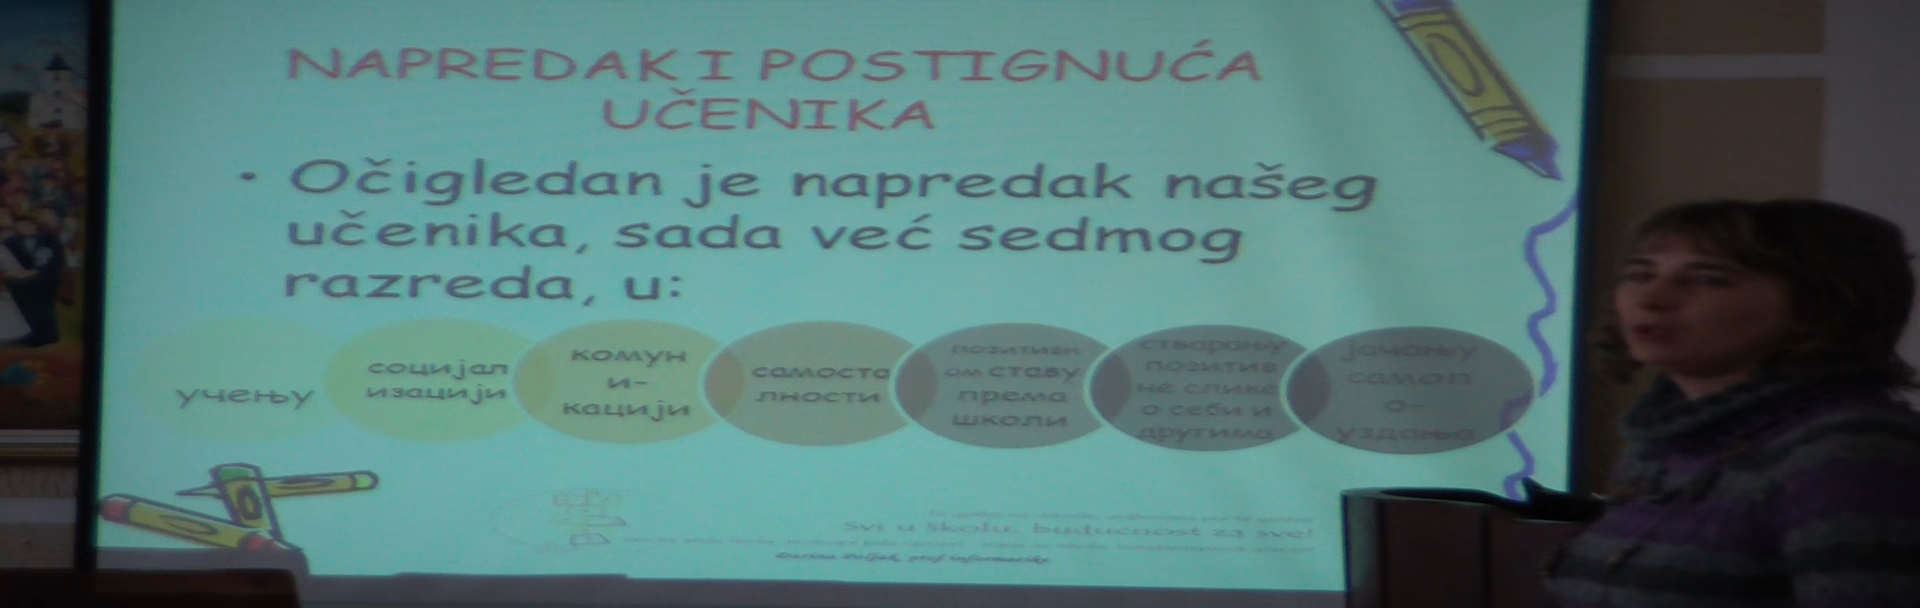 NAPREDAK I POSTIGNUĆA
UČENIKA
• Očigledan je napredak našeg
učenika, sada već sedmog
razreda, u:
учењу
социјал
изацији
комун
и-
кацији
самоста
лности
позитивн
ом ставу
према
школи
стварању
позитив
не слике
о себи и
другима
јачању
самоп
о-
уздања
Svi u školu, budućnost za sve!